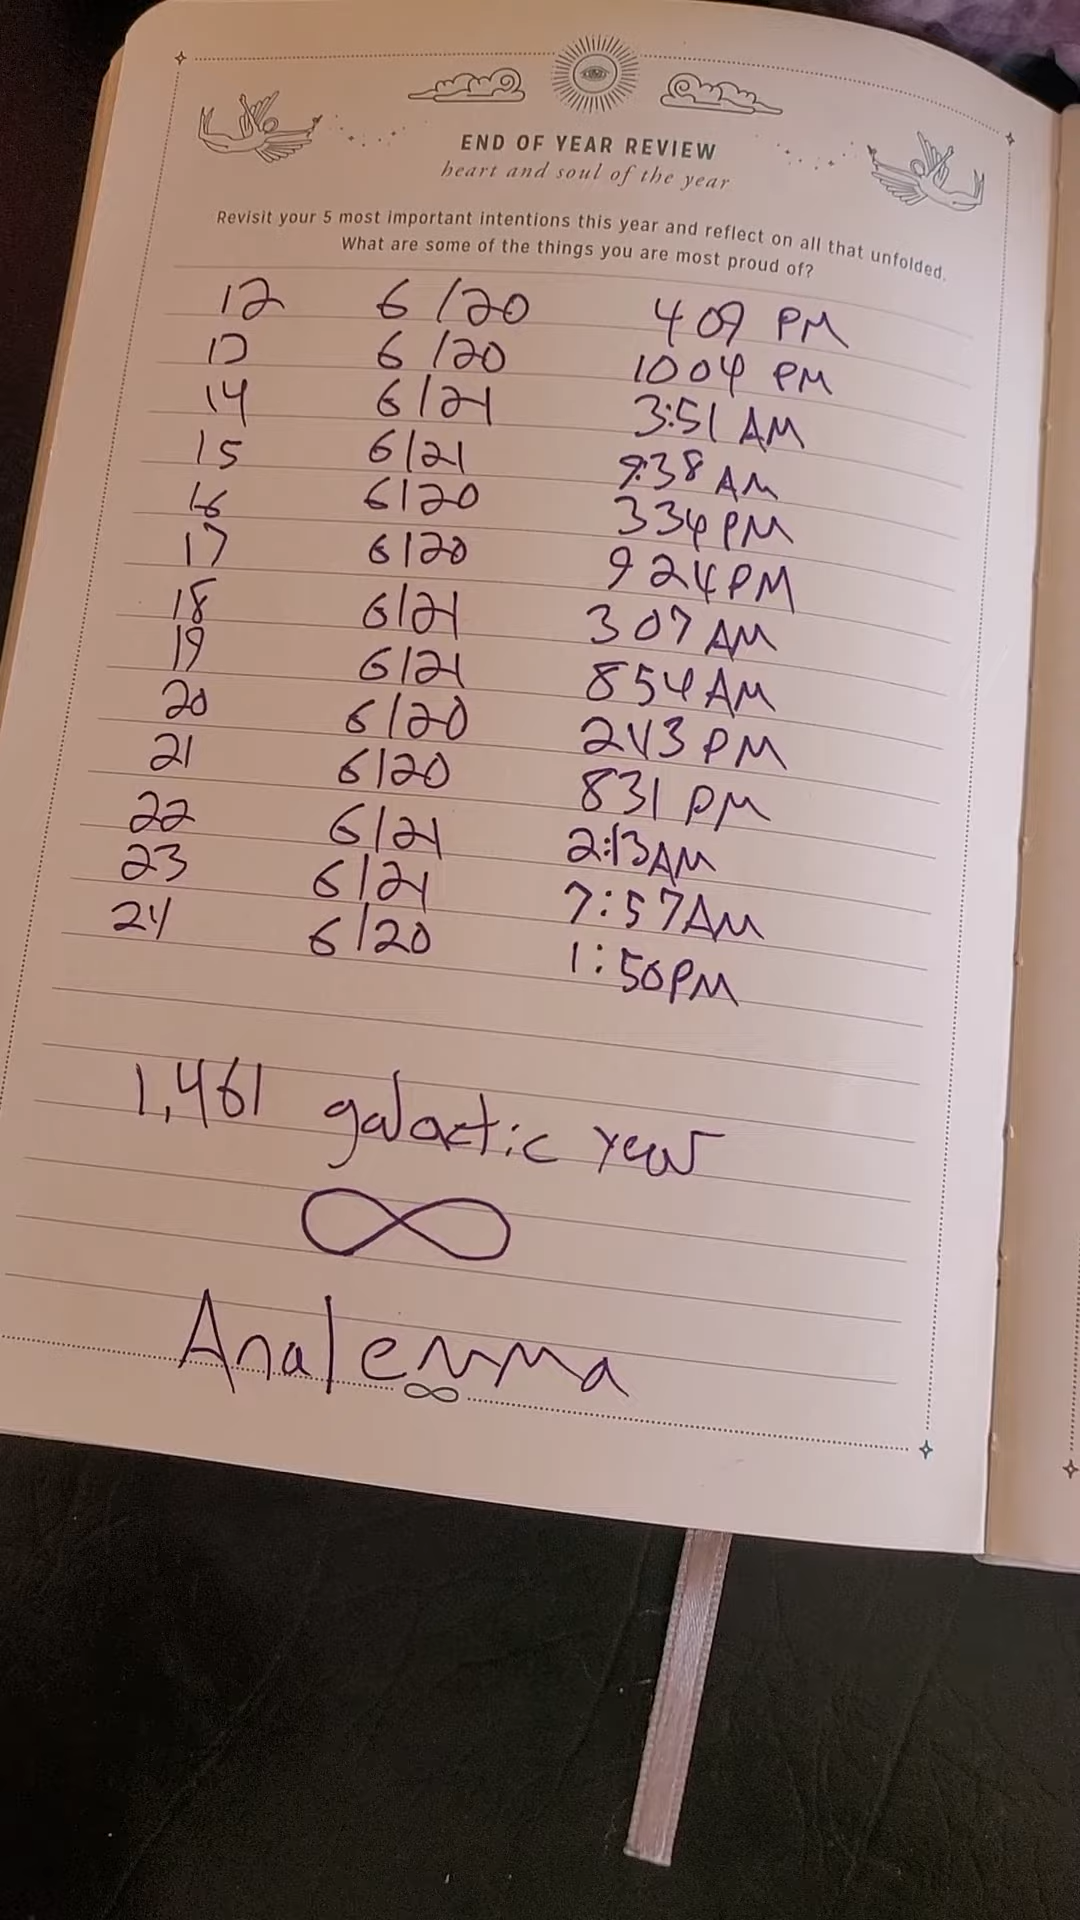 END OF YEAR REVIEW
heart and soul of the year
Revisit your 5 most important intentions this year and reflect on all that unfolded.
What are some of the things you are most proud of?
12 6/20 4 09 PM
13 6/20 10 04 PM
14 6/21 3:51 AM
15 6/21 9:38 AM
16 6/20 3 34 PM
17 6/20 9 24 PM
18 6/21 3 07 AM
19 6/21 8 54 AM
20 6/20 2 43 PM
21 6/20 8 31 PM
22 6/21 2:13 AM
23 6/21 7:57 AM
24 6/20 1:50 PM
1,461 galactic year
∞
Analemma